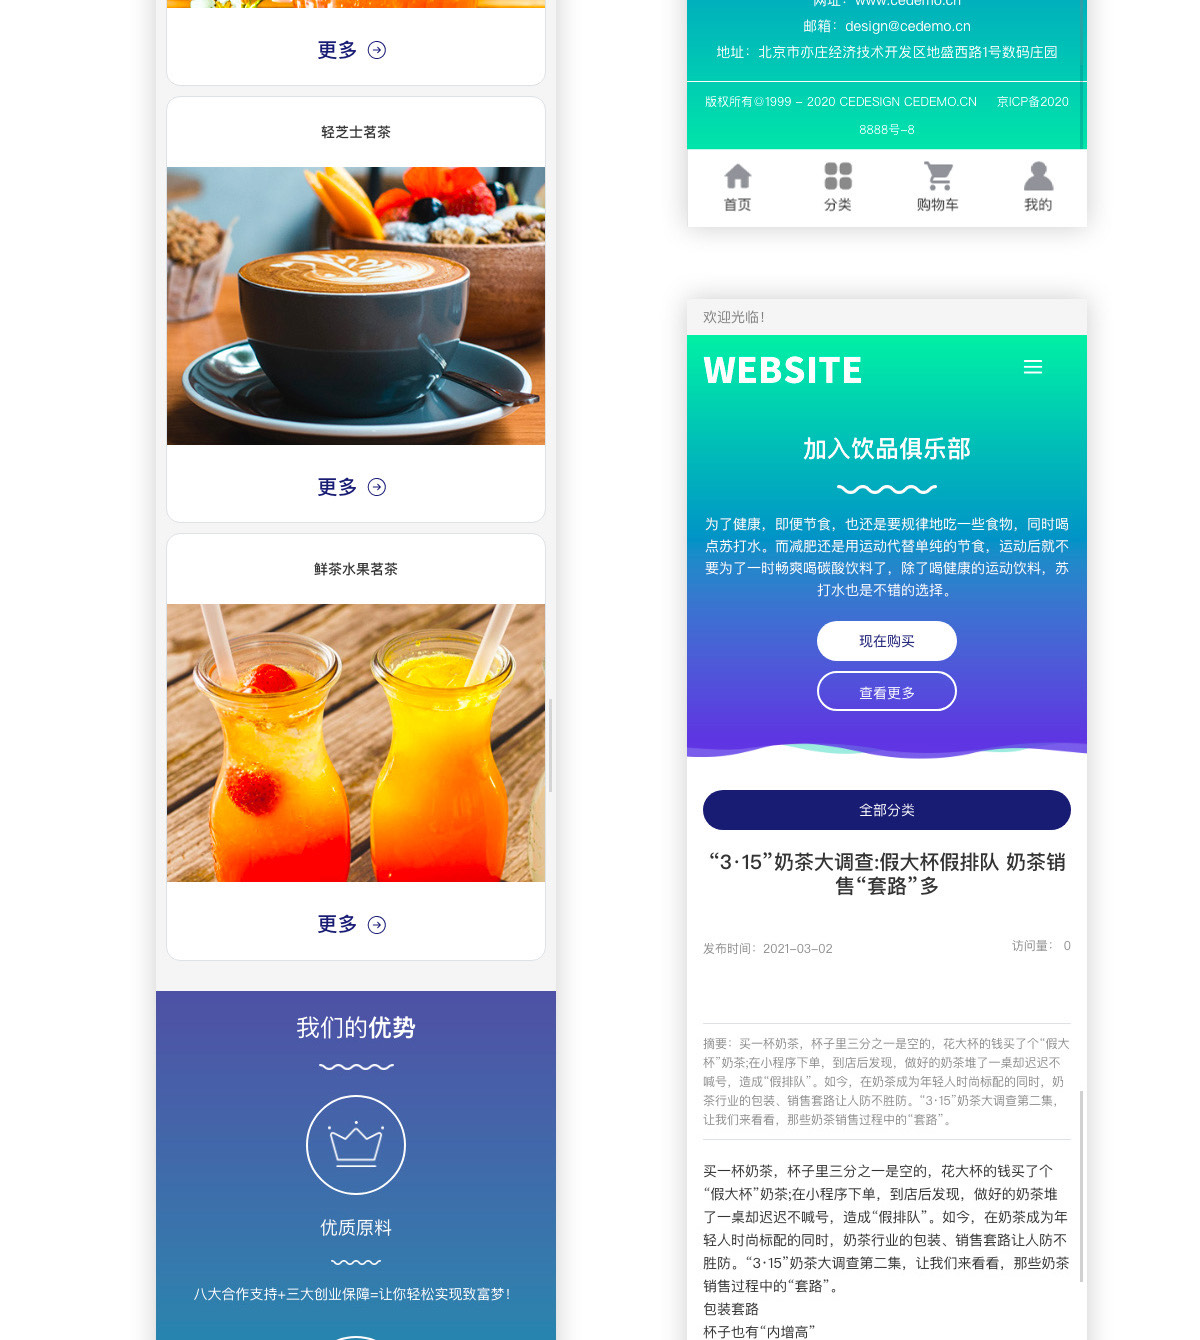 更多
轻芝士茗茶
更多
鲜茶水果茗茶
更多
我们的优势
优质原料
八大合作支持+三大创业保障=让你轻松实现致富梦!
网址：www.cedemo.cn
邮箱：design@cedemo.cn
地址：北京市亦庄经济技术开发区地盛西路1号数码庄园
版权所有©1999 - 2020 CEDESIGN CEDEMO.CN 京ICP备2020
8888号-8
首页 分类 购物车 我的
欢迎光临！
WEBSITE
加入饮品俱乐部
为了健康，即便节食，也还是要规律地吃一些食物，同时喝
点苏打水。而减肥还是用运动代替单纯的节食，运动后就不
要为了一时畅爽喝碳酸饮料了，除了喝健康的运动饮料，苏
打水也是不错的选择。
现在购买
查看更多
全部分类
“3·15”奶茶大调查:假大杯假排队 奶茶销
售“套路”多
发布时间：2021-03-02 访问量： 0
摘要：买一杯奶茶，杯子里三分之一是空的，花大杯的钱买了个“假大
杯”奶茶;在小程序下单，到店后发现，做好的奶茶堆了一桌却迟迟不
喊号，造成“假排队”。如今，在奶茶成为年轻人时尚标配的同时，奶
茶行业的包装、销售套路让人防不胜防。“3·15”奶茶大调查第二集，
让我们来看看，那些奶茶销售过程中的“套路”。
买一杯奶茶，杯子里三分之一是空的，花大杯的钱买了个
“假大杯”奶茶;在小程序下单，到店后发现，做好的奶茶堆
了一桌却迟迟不喊号，造成“假排队”。如今，在奶茶成为年
轻人时尚标配的同时，奶茶行业的包装、销售套路让人防不
胜防。“3·15”奶茶大调查第二集，让我们来看看，那些奶茶
销售过程中的“套路”。
包装套路
杯子也有“内增高”